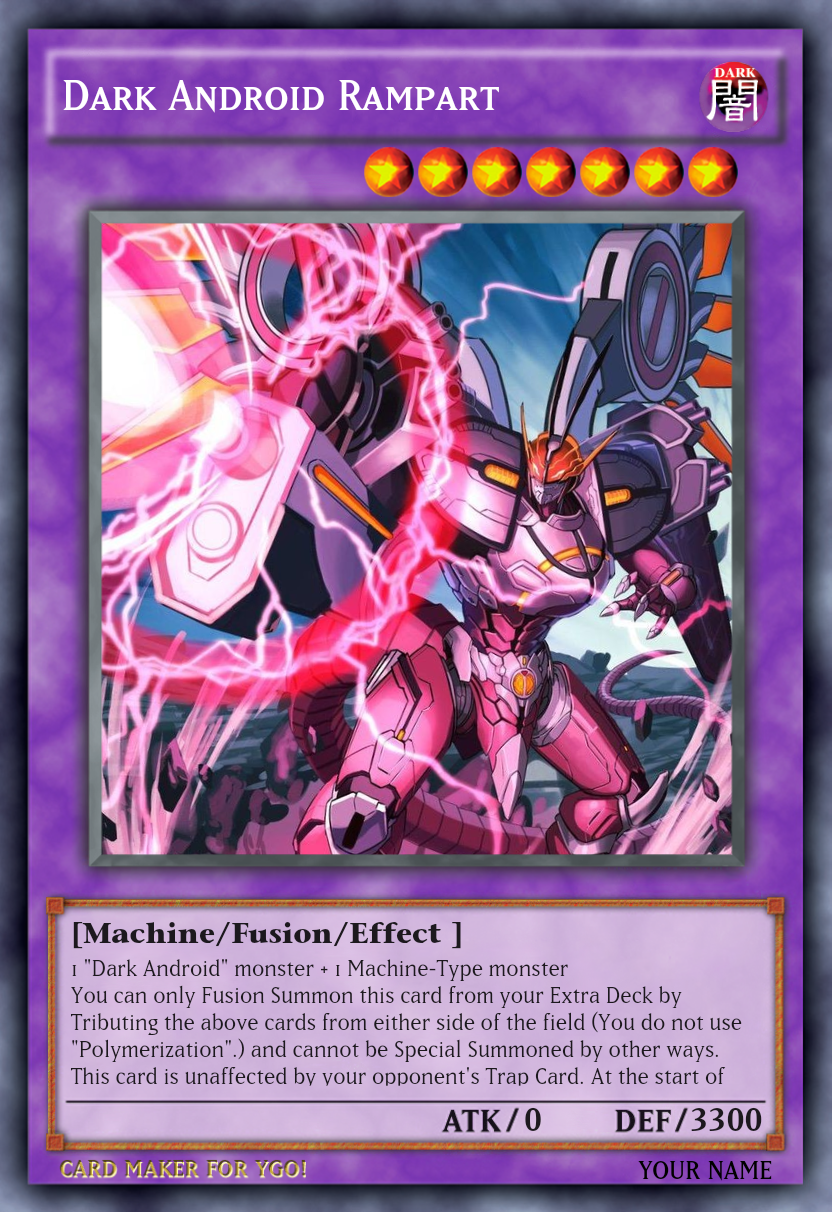 Dark Android Rampart
DARK
闇
[Machine/Fusion/Effect ]
1 "Dark Android" monster + 1 Machine-Type monster
You can only Fusion Summon this card from your Extra Deck by
Tributing the above cards from either side of the field (You do not use
"Polymerization".) and cannot be Special Summoned by other ways.
This card is unaffected by your opponent's Trap Card. At the start of
ATK/0 DEF/3300
CARD MAKER FOR YGO! YOUR NAME